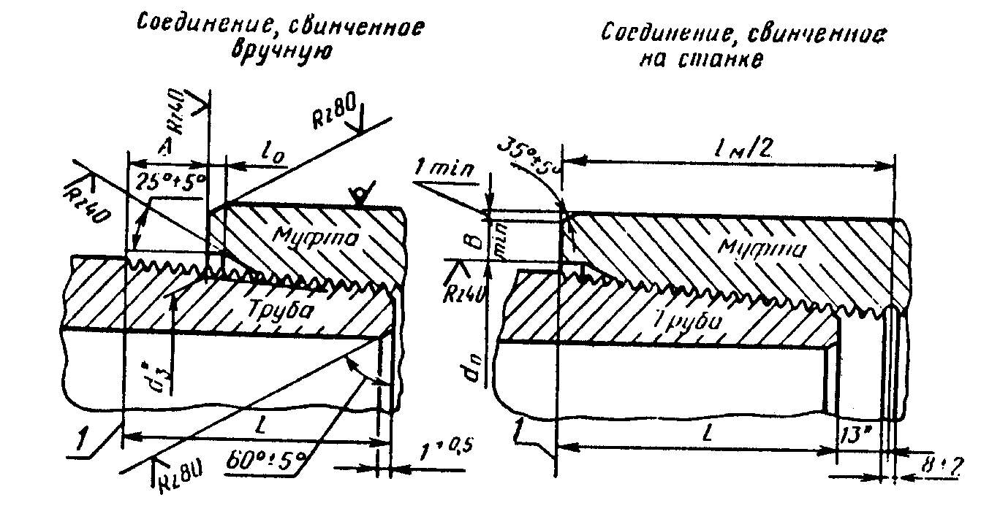 Соединение, свинченное
вручную
Соединение, свинченное
на станке
Rz40
Rz80
A
l₀
25°±5°
Rz40
Муфта
Труба
d₃*
1
L
60°±5°
Rz80
1⁺⁰,⁵
35°±5°
lм/2
1 min
B
min
Rz40
Муфта
Труба
dп
1
L
13*
8±2